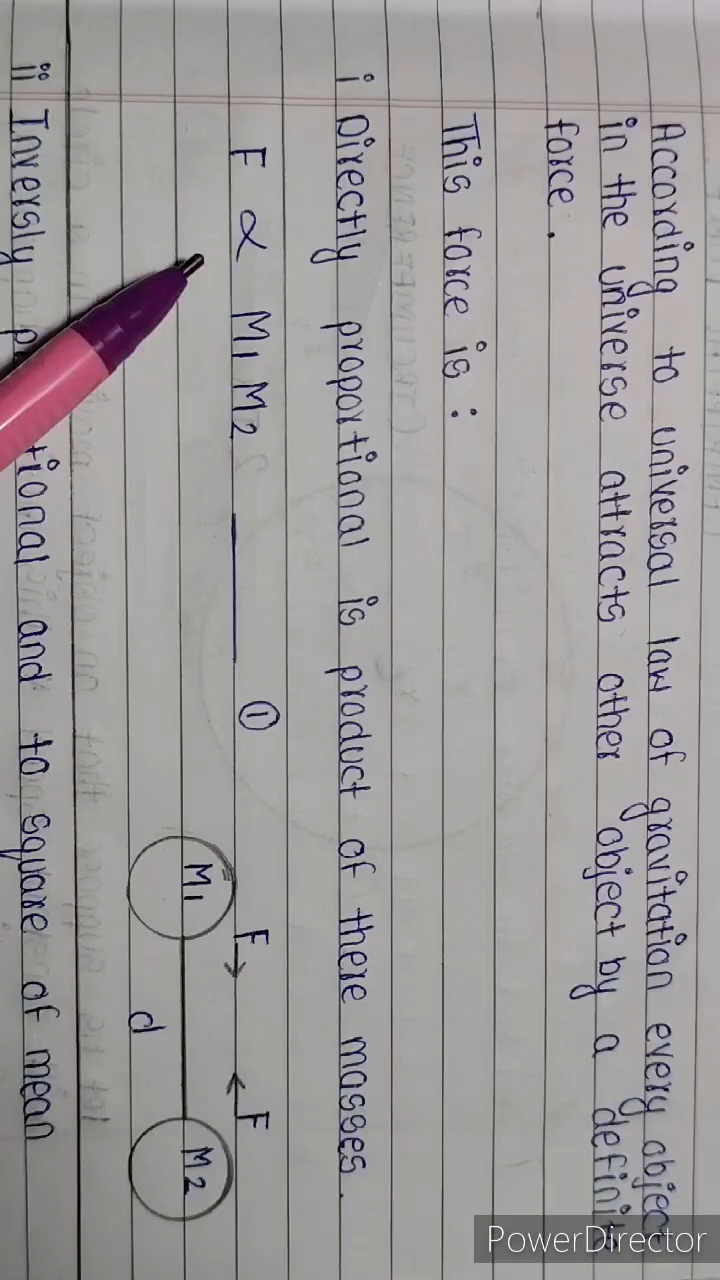 According to universal law of gravitation every object
in the universe attracts other object by a definite
force.
This force is :
i Directly proportional is product of there masses.
F ∝ M1 M2 ——— ①
F → ← F
M1 M2
d
ii Inversly tional and to square of mean
PowerDirector